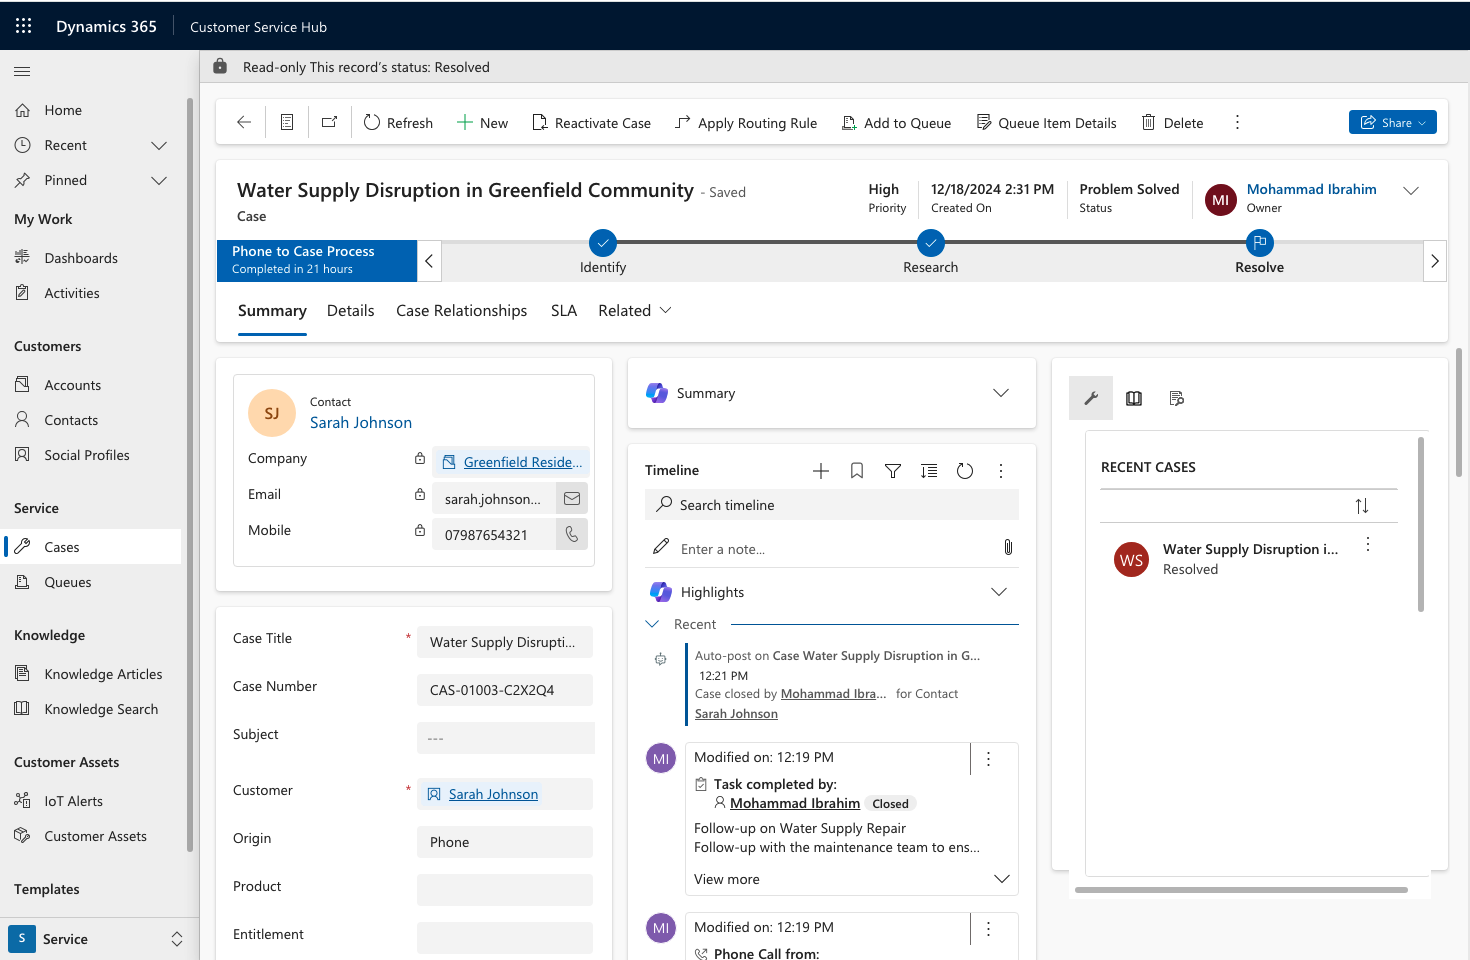 Dynamics 365
Customer Service Hub
Read-only This record's status: Resolved
Home
Recent
Pinned
My Work
Dashboards
Activities
Customers
Accounts
Contacts
Social Profiles
Service
Cases
Queues
Knowledge
Knowledge Articles
Knowledge Search
Customer Assets
IoT Alerts
Customer Assets
Templates
S Service
Refresh New Reactivate Case Apply Routing Rule Add to Queue Queue Item Details Delete Share
Water Supply Disruption in Greenfield Community - Saved
Case
High
Priority
12/18/2024 2:31 PM
Created On
Problem Solved
Status
MI
Mohammad Ibrahim
Owner
Phone to Case Process
Completed in 21 hours
Identify
Research
Resolve
Summary Details Case Relationships SLA Related
SJ
Contact
Sarah Johnson
Company Greenfield Reside...
Email sarah.johnson...
Mobile 07987654321
Case Title * Water Supply Disrupti...
Case Number CAS-01003-C2X2Q4
Subject ---
Customer * Sarah Johnson
Origin Phone
Product
Entitlement
Summary
Timeline
Search timeline
Enter a note...
Highlights
Recent
Auto-post on Case Water Supply Disruption in G...
12:21 PM
Case closed by Mohammad Ibra... for Contact
Sarah Johnson
MI
Modified on: 12:19 PM
Task completed by:
Mohammad Ibrahim Closed
Follow-up on Water Supply Repair
Follow-up with the maintenance team to ens...
View more
MI
Modified on: 12:19 PM
Phone Call from:
RECENT CASES
WS
Water Supply Disruption i...
Resolved